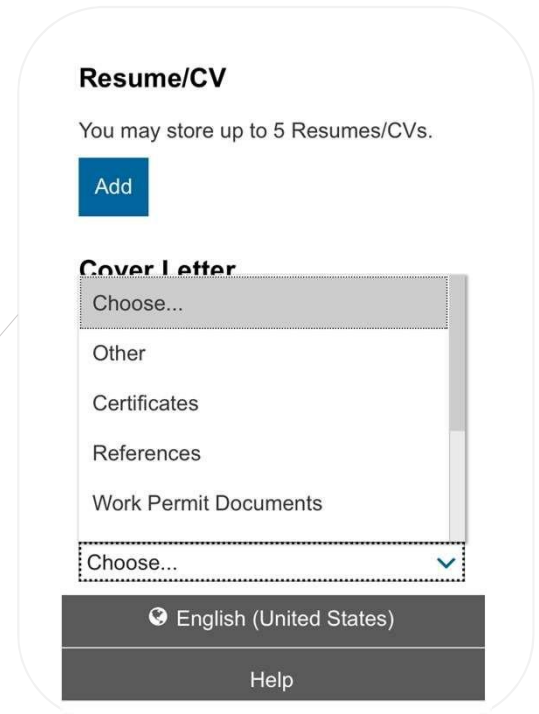 Resume/CV
You may store up to 5 Resumes/CVs.
Add
Cover Letter
Choose...
Other
Certificates
References
Work Permit Documents
Choose...
English (United States)
Help